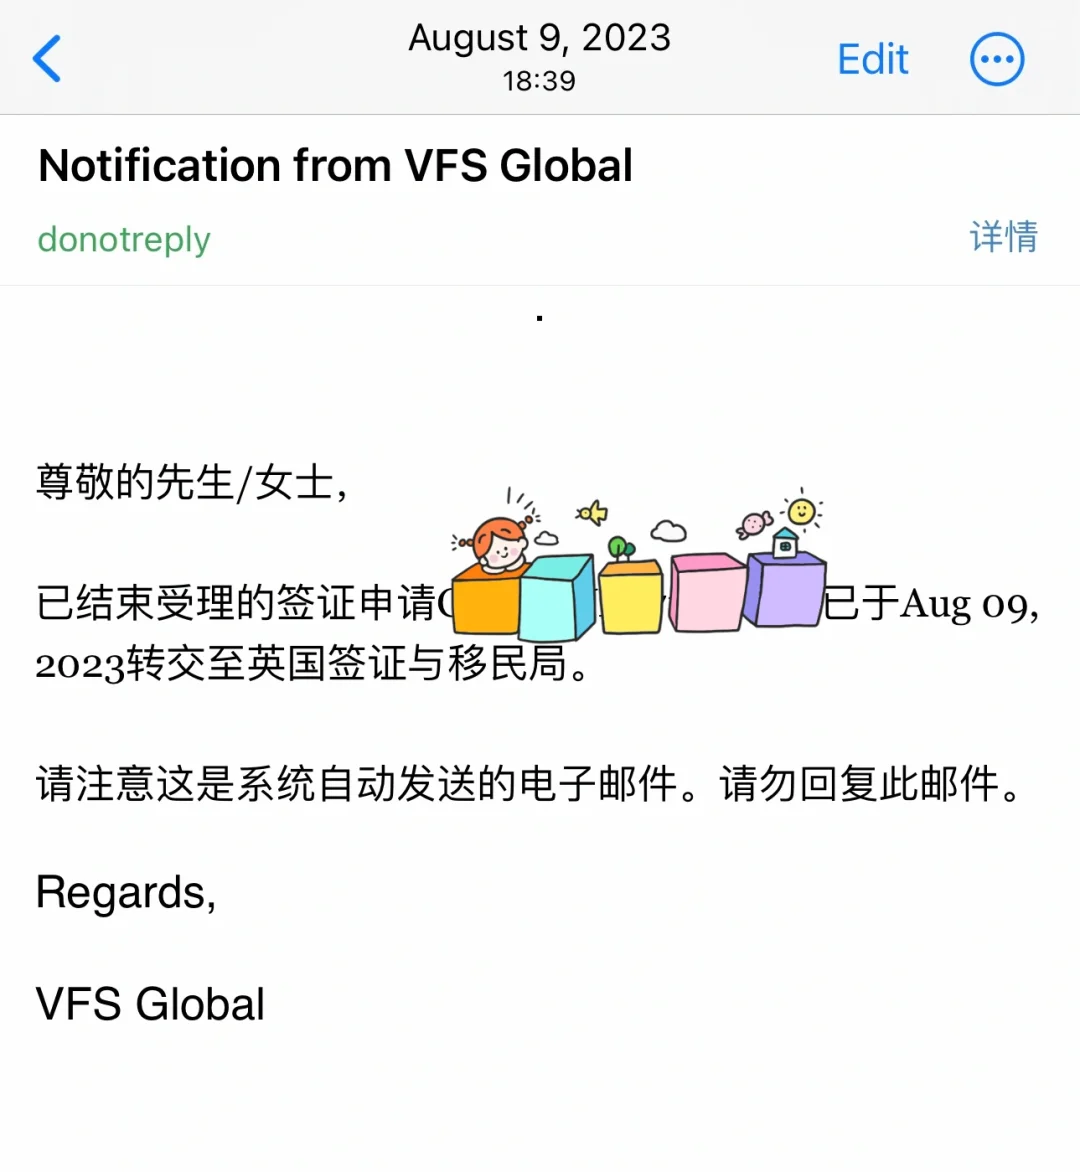 August 9, 2023
18:39
Edit
Notification from VFS Global
donotreply
详情
尊敬的先生/女士，
已结束受理的签证申请 已于Aug 09,
2023转交至英国签证与移民局。
请注意这是系统自动发送的电子邮件。请勿回复此邮件。
Regards,
VFS Global